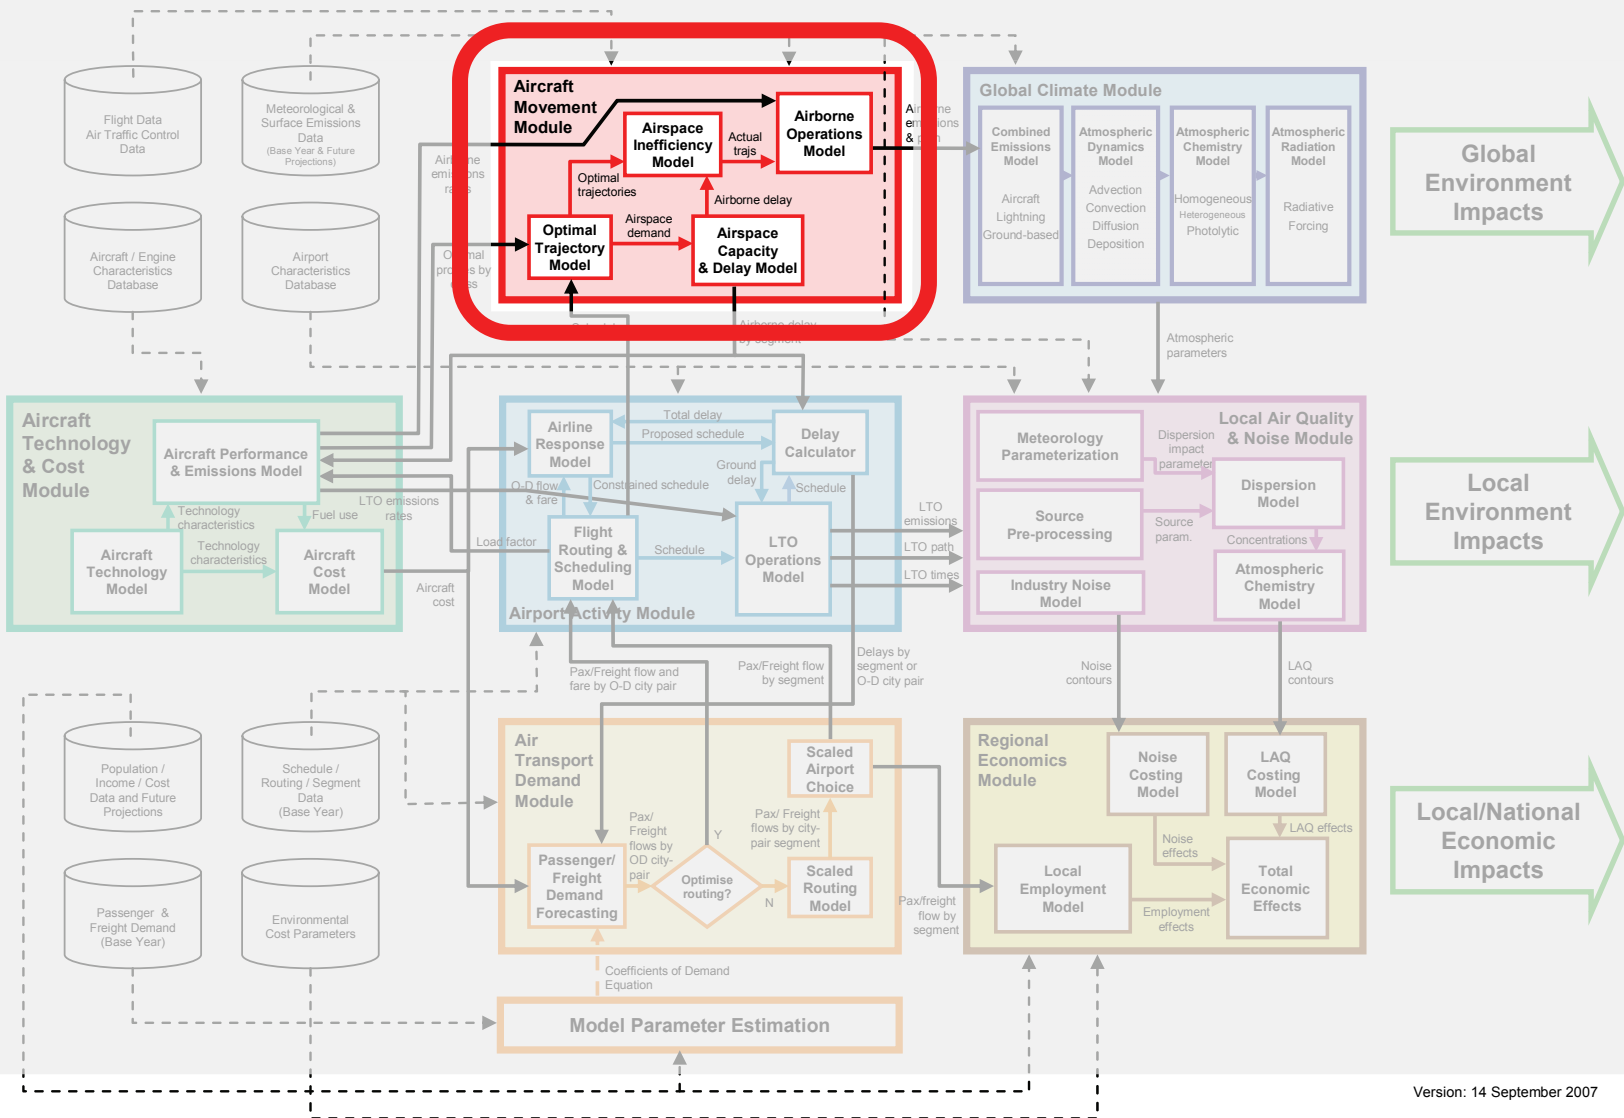 Flight Data
Air Traffic Control
Data
Meteorological &
Surface Emissions
Data
(Base Year & Future
Projections)
Aircraft / Engine
Characteristics
Database
Airport
Characteristics
Database
Aircraft
Movement
Module
Airspace
Inefficiency
Model
Actual
trajs
Airborne
Operations
Model
Optimal
trajectories
Airborne delay
Airspace
demand
Optimal
Trajectory
Model
Airspace
Capacity
& Delay Model
Airborne
emissions
rates
Optimal
profiles by
class
Airborne
emissions
& path
Airborne delay
by segment
Global Climate Module
Combined
Emissions
Model
Aircraft
Lightning
Ground-based
Atmospheric
Dynamics
Model
Advection
Convection
Diffusion
Deposition
Atmospheric
Chemistry
Model
Homogeneous
Heterogeneous
Photolytic
Atmospheric
Radiation
Model
Radiative
Forcing
Global
Environment
Impacts
Atmospheric
parameters
Aircraft
Technology
& Cost
Module
Aircraft Performance
& Emissions Model
Technology
characteristics
Fuel use
Aircraft
Technology
Model
Technology
characteristics
Aircraft
Cost
Model
LTO emissions
rates
Load factor
Aircraft
cost
Airline
Response
Model
Total delay
Proposed schedule
Delay
Calculator
Ground
delay
Schedule
O-D flow
& fare
Constrained schedule
Flight
Routing &
Scheduling
Model
Schedule
LTO
Operations
Model
Airport Activity Module
LTO
emissions
LTO path
LTO times
Local Air Quality
& Noise Module
Meteorology
Parameterization
Dispersion
impact
parameter
Source
Pre-processing
Source
param.
Dispersion
Model
Concentrations
Industry Noise
Model
Atmospheric
Chemistry
Model
Local
Environment
Impacts
Pax/Freight flow and
fare by O-D city pair
Pax/Freight flow
by segment
Delays by
segment or
O-D city pair
Noise
contours
LAQ
contours
Population /
Income / Cost
Data and Future
Projections
Schedule /
Routing / Segment
Data
(Base Year)
Passenger &
Freight Demand
(Base Year)
Environmental
Cost Parameters
Air
Transport
Demand
Module
Pax/
Freight
flows by
OD city-
pair
Y
Pax/ Freight
flows by city-
pair segment
Scaled
Airport
Choice
Passenger/
Freight
Demand
Forecasting
Optimise
routing?
N
Scaled
Routing
Model
Pax/freight
flow by
segment
Coefficients of Demand
Equation
Model Parameter Estimation
Regional
Economics
Module
Noise
Costing
Model
LAQ
Costing
Model
Noise
effects
LAQ effects
Local
Employment
Model
Employment
effects
Total
Economic
Effects
Local/National
Economic
Impacts
Version: 14 September 2007